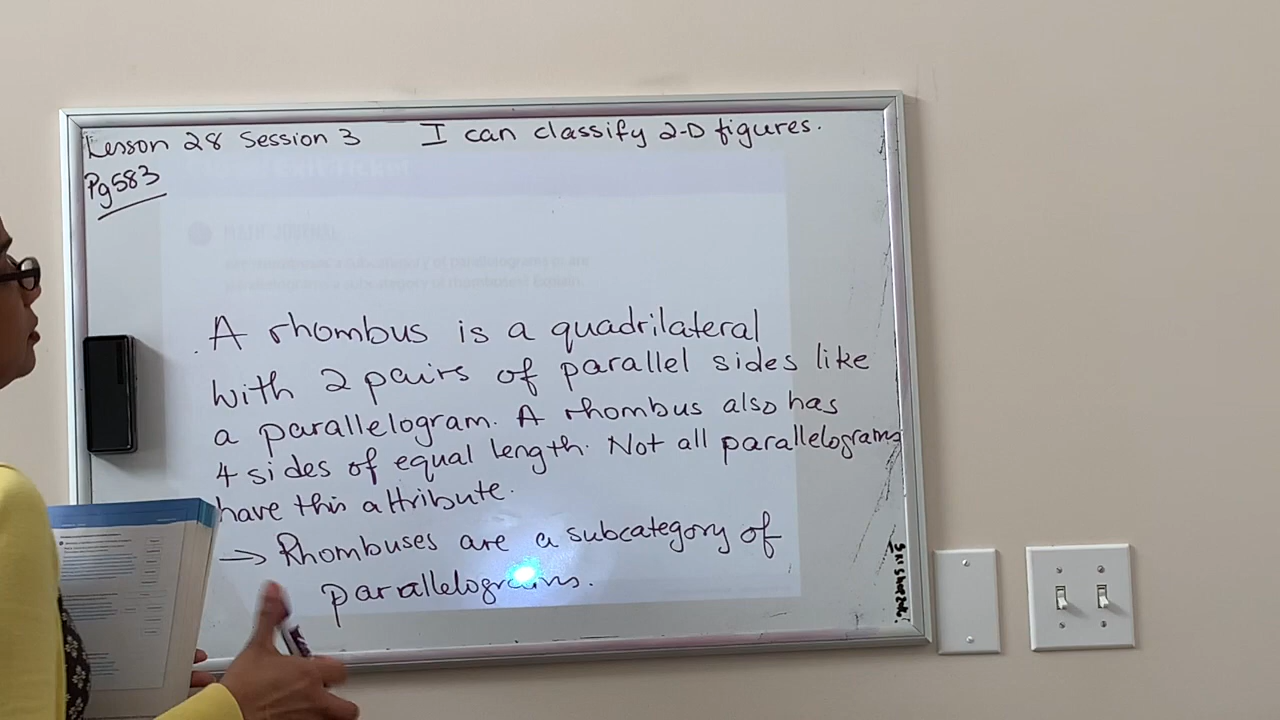 Lesson 28 Session 3 I can classify 2-D figures.
Pg583
A rhombus is a quadrilateral
with 2 pairs of parallel sides like
a parallelogram. A rhombus also has
4 sides of equal length. Not all parallelograms
have this attribute.
→ Rhombuses are a subcategory of
parallelograms.